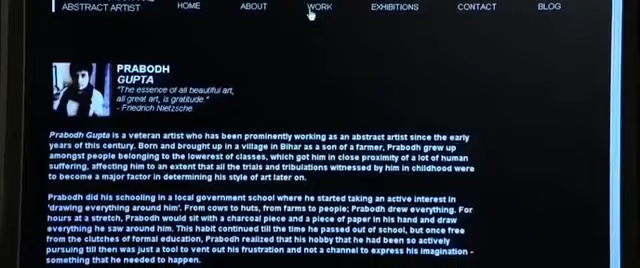 ABSTRACT ARTIST
HOME ABOUT WORK EXHIBITIONS CONTACT BLOG
PRABODH
GUPTA
"The essence of all beautiful art,
all great art, is gratitude."
- Friedrich Nietzsche
Prabodh Gupta is a veteran artist who has been prominently working as an abstract artist since the early
years of this century. Born and brought up in a village in Bihar as a son of a farmer, Prabodh grew up
amongst people belonging to the lowerest of classes, which got him in close proximity of a lot of human
suffering, affecting him to an extent that all the trials and tribulations witnessed by him in childhood were
to become a major factor in determining his style of art later on.
Prabodh did his schooling in a local government school where he started taking an active interest in
'drawing everything around him'. From cows to huts, from farms to people; Prabodh drew everything. For
hours at a stretch, Prabodh would sit with a charcoal piece and a piece of paper in his hand and draw
everything he saw around him. This habit continued till the time he passed out of school, but once free
from the clutches of formal education, Prabodh realized that his hobby that he had been so actively
pursuing till then was just a tool to vent out his frustration and not a channel to express his imagination -
something that he needed to happen.